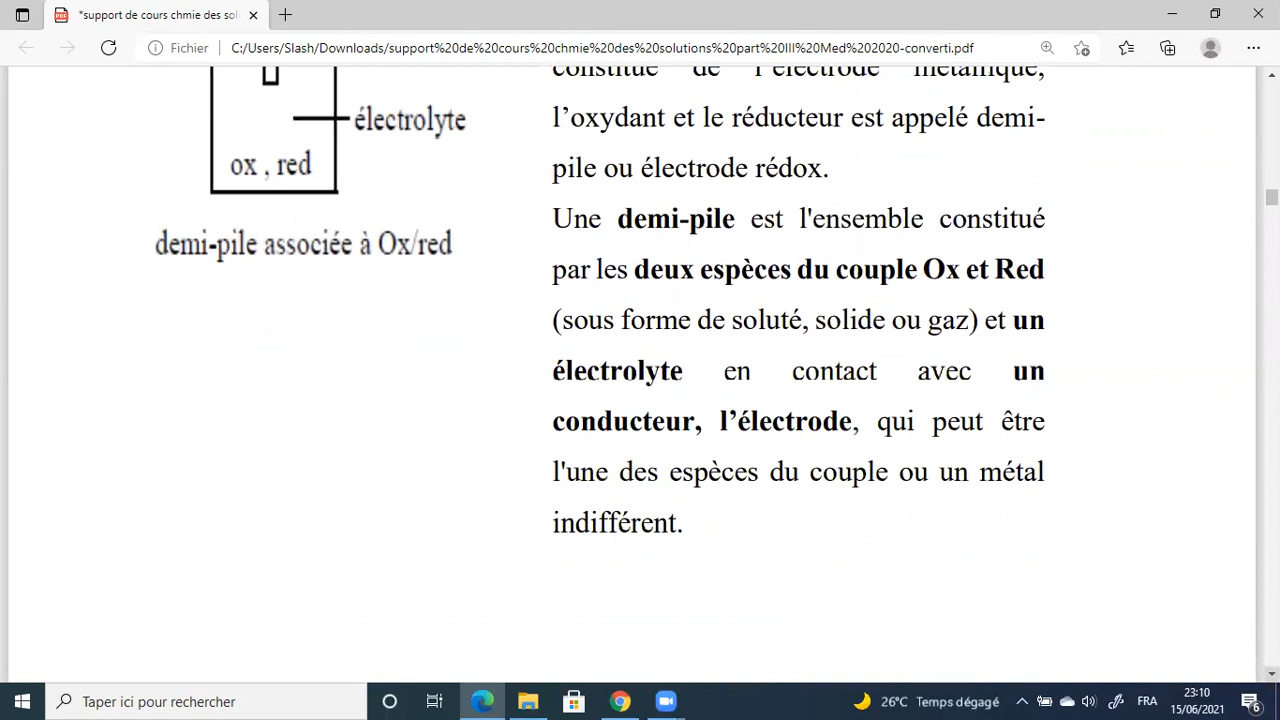 *support de cours chmie des sol
Fichier
C:/Users/Slash/Downloads/support%20de%20cours%20chmie%20des%20solutions%20part%20III%20Med%202020-converti.pdf
constitué de l'électrode métallique,
l'oxydant et le réducteur est appelé demi-
pile ou électrode rédox.
Une demi-pile est l'ensemble constitué
par les deux espèces du couple Ox et Red
(sous forme de soluté, solide ou gaz) et un
électrolyte en contact avec un
conducteur, l'électrode, qui peut être
l'une des espèces du couple ou un métal
indifférent.
électrolyte
ox , red
demi-pile associée à Ox/red
Taper ici pour rechercher
26°C Temps dégagé
FRA
23:10
15/06/2021
6